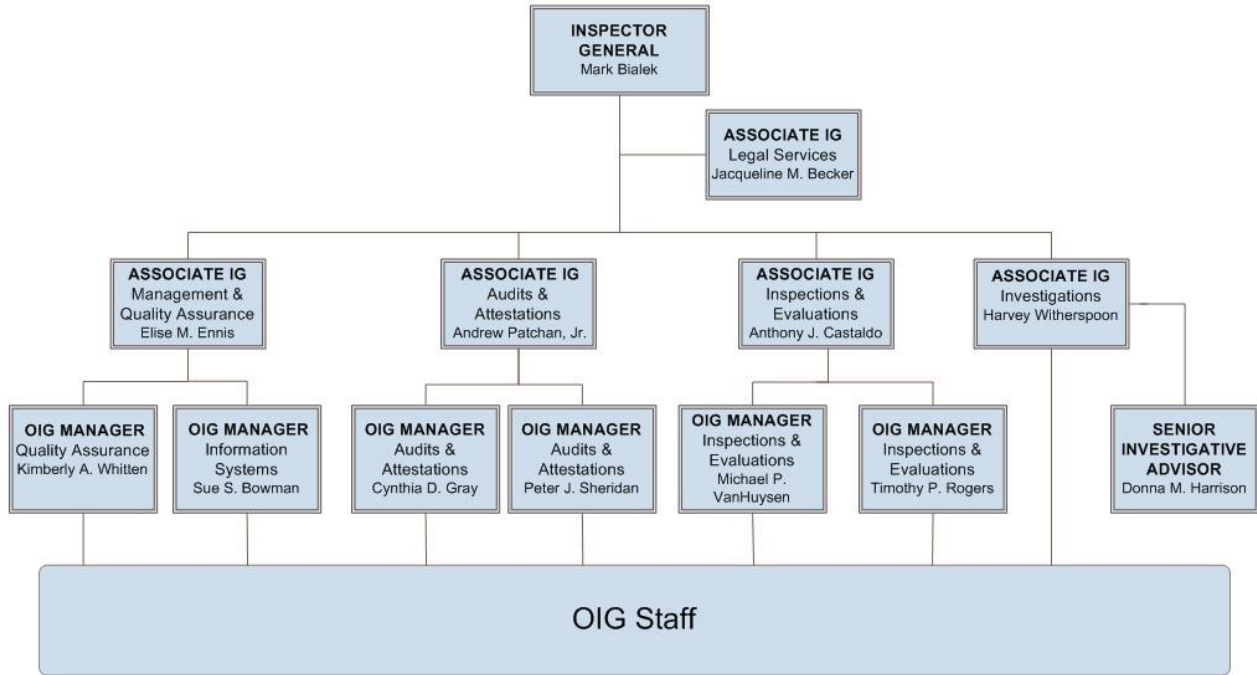 INSPECTOR
GENERAL
Mark Bialek
ASSOCIATE IG
Legal Services
Jacqueline M. Becker
ASSOCIATE IG
Management &
Quality Assurance
Elise M. Ennis
ASSOCIATE IG
Audits &
Attestations
Andrew Patchan, Jr.
ASSOCIATE IG
Inspections &
Evaluations
Anthony J. Castaldo
ASSOCIATE IG
Investigations
Harvey Witherspoon
OIG MANAGER
Quality Assurance
Kimberly A. Whitten
OIG MANAGER
Information
Systems
Sue S. Bowman
OIG MANAGER
Audits &
Attestations
Cynthia D. Gray
OIG MANAGER
Audits &
Attestations
Peter J. Sheridan
OIG MANAGER
Inspections &
Evaluations
Michael P.
VanHuysen
OIG MANAGER
Inspections &
Evaluations
Timothy P. Rogers
SENIOR
INVESTIGATIVE
ADVISOR
Donna M. Harrison
OIG Staff